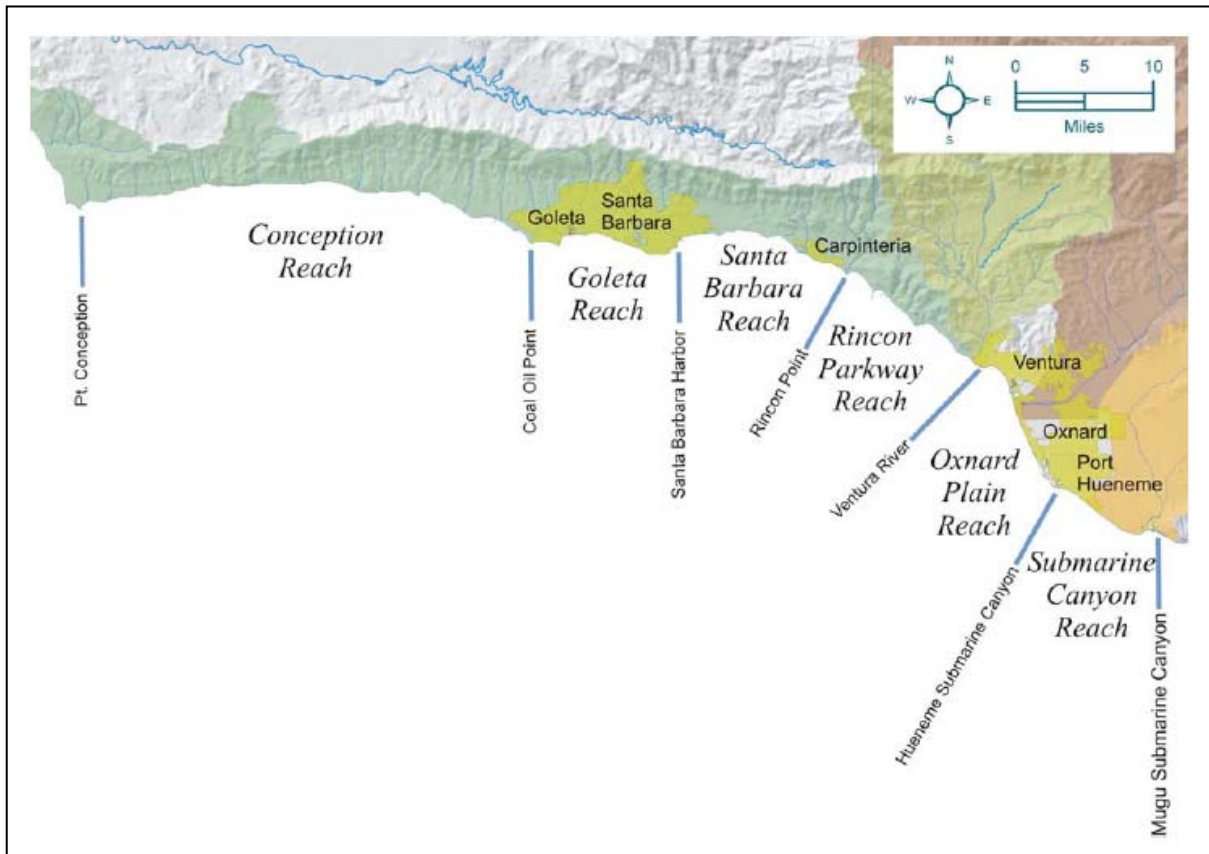 N
W E
S
0 5 10
Miles
Goleta
Santa
Barbara
Carpinteria
Ventura
Oxnard
Port
Hueneme
Conception
Reach
Goleta
Reach
Santa
Barbara
Reach
Rincon
Parkway
Reach
Oxnard
Plain
Reach
Submarine
Canyon
Reach
Pt. Conception
Coal Oil Point
Santa Barbara Harbor
Rincon Point
Ventura River
Hueneme Submarine Canyon
Mugu Submarine Canyon